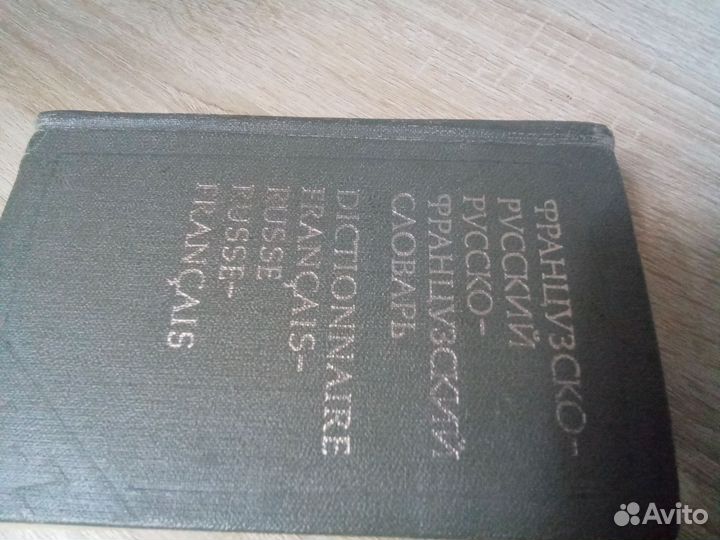 ФРАНЦУЗСКО-
РУССКИЙ
РУССКО-
ФРАНЦУЗСКИЙ
СЛОВАРЬ
DICTIONNAIRE
FRANÇAIS-
RUSSE
RUSSE-
FRANÇAIS
Avito